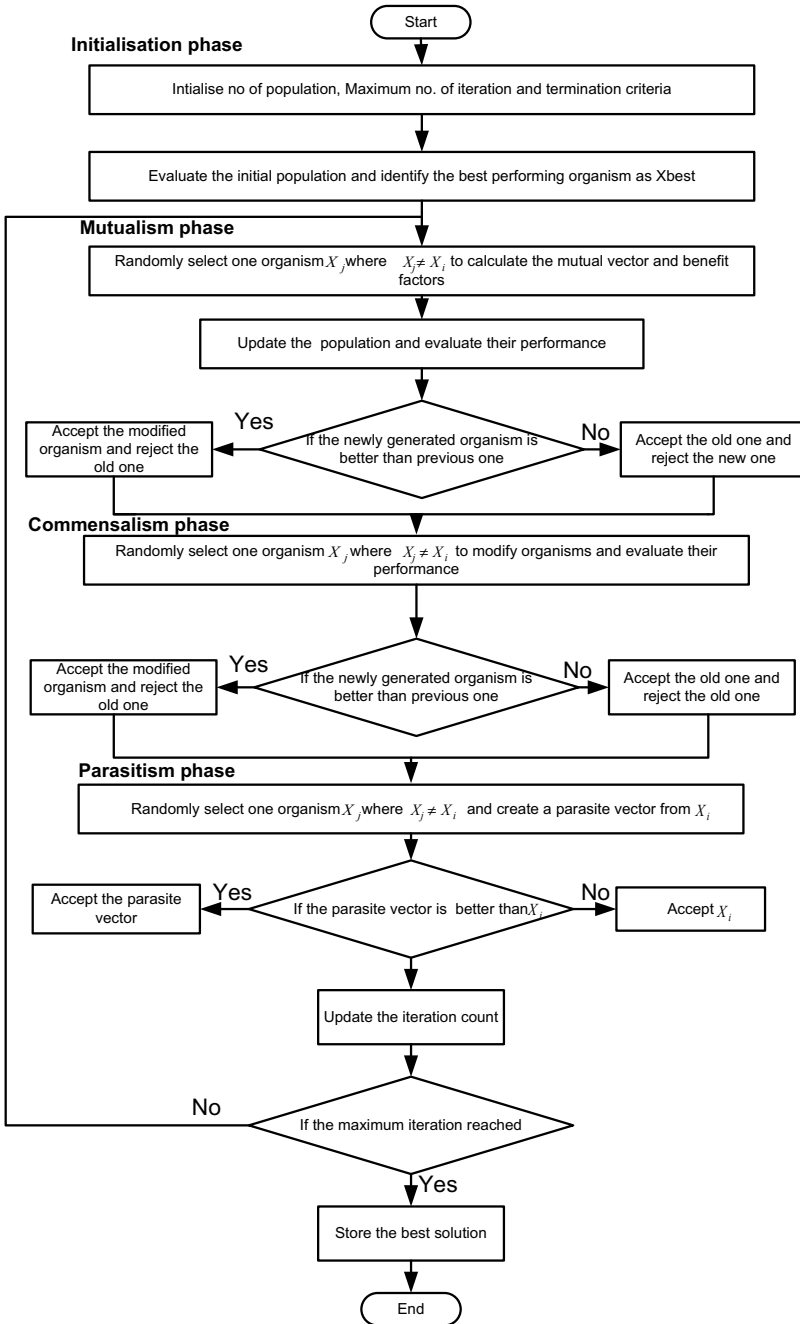 Start
Initialisation phase
Intialise no of population, Maximum no. of iteration and termination criteria
Evaluate the initial population and identify the best performing organism as Xbest
Mutualism phase
Randomly select one organism X_j where X_j ≠ X_i to calculate the mutual vector and benefit
factors
Update the population and evaluate their performance
Yes
No
Accept the modified
organism and reject the
old one
If the newly generated organism is
better than previous one
Accept the old one and
reject the new one
Commensalism phase
Randomly select one organism X_j where X_j ≠ X_i to modify organisms and evaluate their
performance
Yes
No
Accept the modified
organism and reject the
old one
If the newly generated organism is
better than previous one
Accept the old one and
reject the old one
Parasitism phase
Randomly select one organism X_j where X_j ≠ X_i and create a parasite vector from X_i
Yes
No
Accept the parasite
vector
If the parasite vector is better than X_i
Accept X_i
Update the iteration count
No
If the maximum iteration reached
Yes
Store the best solution
End